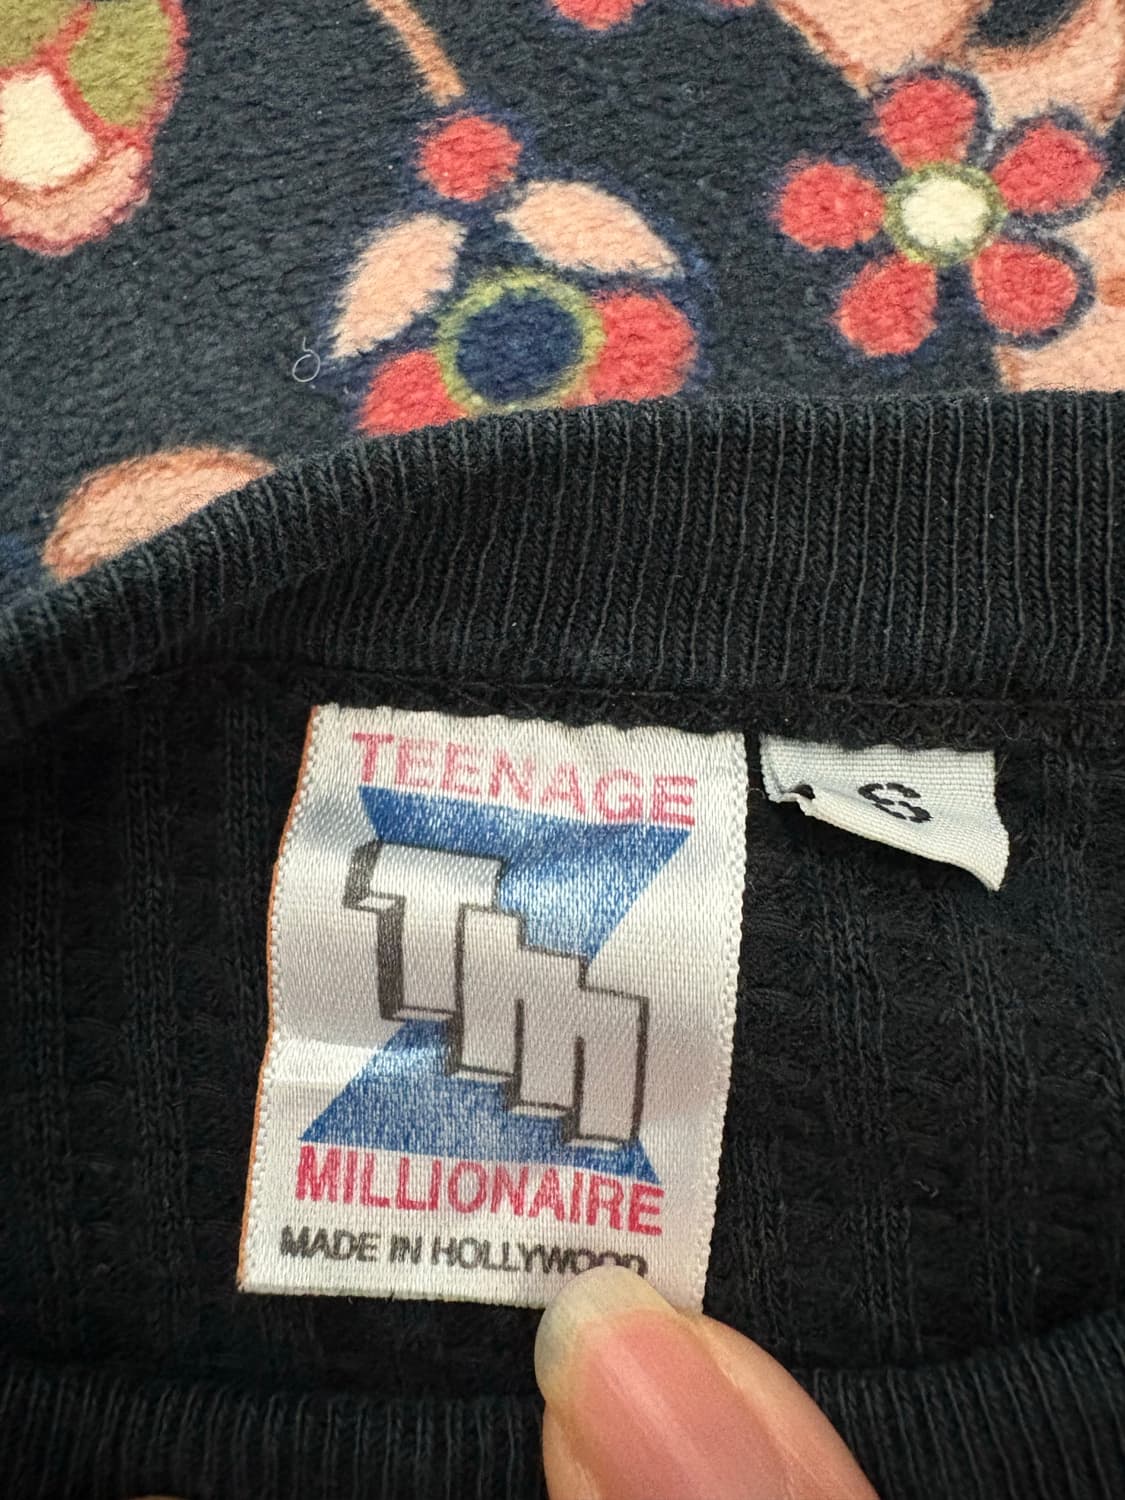 TEENAGE
TM
MILLIONAIRE
MADE IN HOLLYWOOD
S